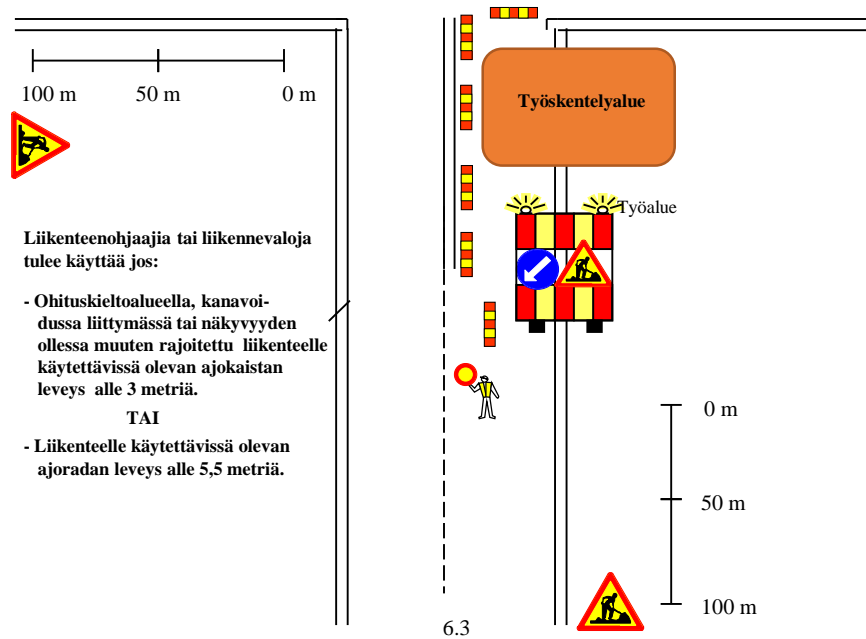 100 m
50 m
0 m
Työskentelyalue
Työalue
Liikenteenohjaajia tai liikennevaloja
tulee käyttää jos:
- Ohituskieltoalueella, kanavoi-
dussa liittymässä tai näkyvyyden
ollessa muuten rajoitettu liikenteelle
käytettävissä olevan ajokaistan
leveys alle 3 metriä.
TAI
- Liikenteelle käytettävissä olevan
ajoradan leveys alle 5,5 metriä.
0 m
50 m
100 m
6.3